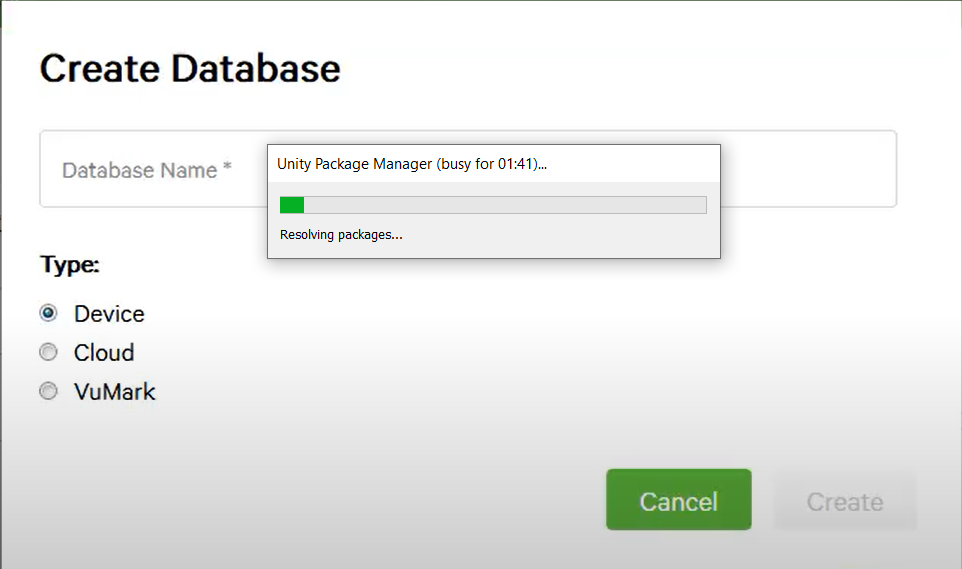 Create Database
Database Name *
Unity Package Manager (busy for 01:41)...
Resolving packages...
Type:
Device
Cloud
VuMark
Cancel
Create